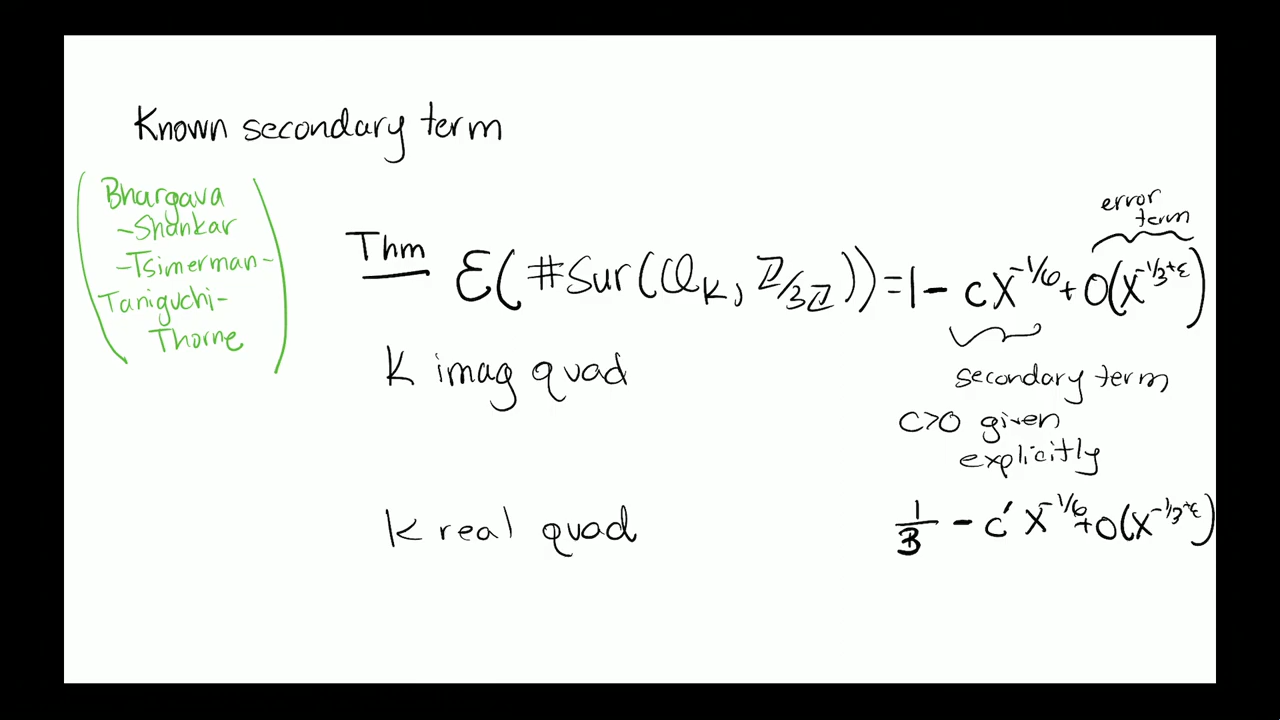 Known secondary term
(Bhargava
-Shankar
-Tsimerman-
Taniguchi-
Thorne)
error
term
Thm E(#Sur(Cl_K, Z/3Z)) = 1 - cX^{-1/6} + O(X^{-1/3+ε})
K imag quad
secondary term
c>0 given
explicitly
K real quad 1/3 - c' X^{-1/6} + O(X^{-1/3+ε})